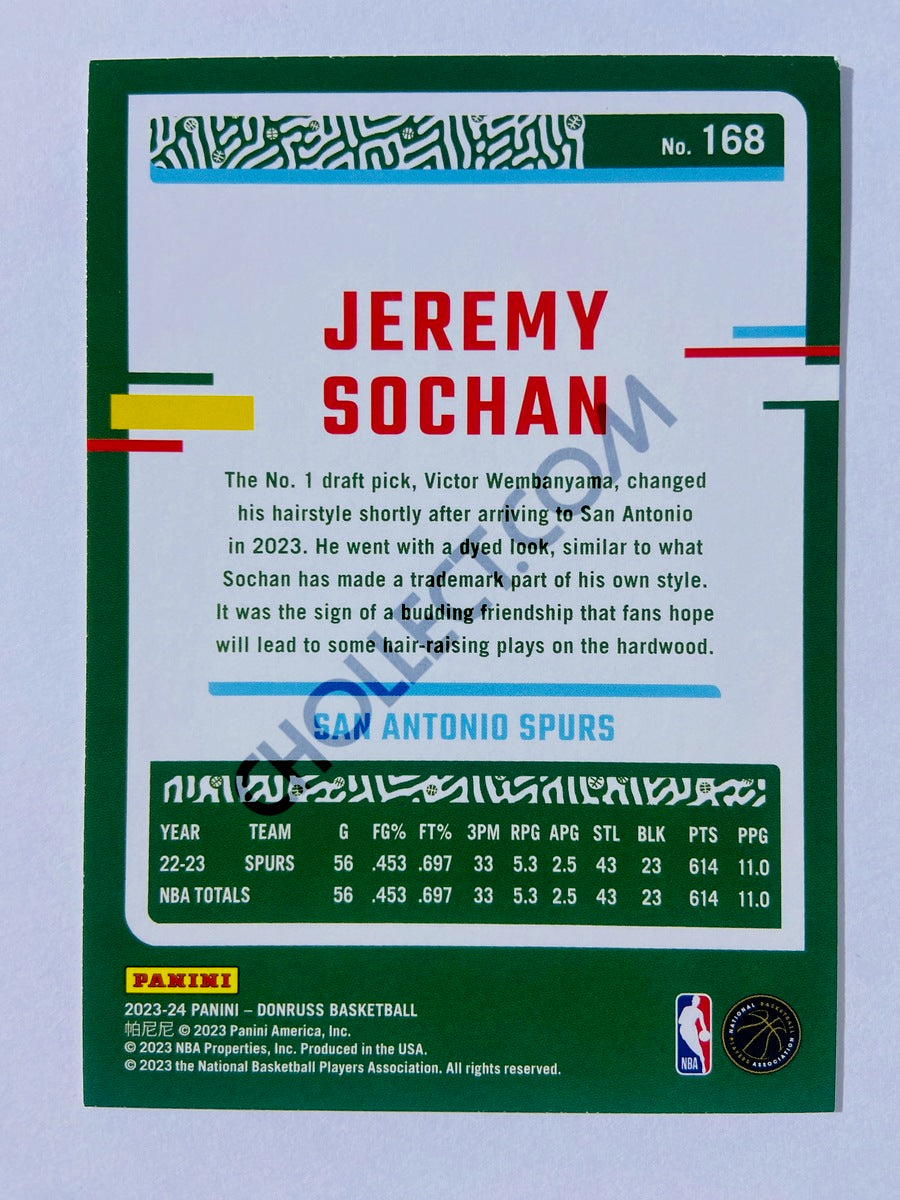 No. 168
JEREMY
SOCHAN
The No. 1 draft pick, Victor Wembanyama, changed
his hairstyle shortly after arriving to San Antonio
in 2023. He went with a dyed look, similar to what
Sochan has made a trademark part of his own style.
It was the sign of a budding friendship that fans hope
will lead to some hair-raising plays on the hardwood.
CHOLLECT.COM
SAN ANTONIO SPURS
YEAR TEAM G FG% FT% 3PM RPG APG STL BLK PTS PPG
22-23 SPURS 56 .453 .697 33 5.3 2.5 43 23 614 11.0
NBA TOTALS 56 .453 .697 33 5.3 2.5 43 23 614 11.0
PANINI
2023-24 PANINI – DONRUSS BASKETBALL
帕尼尼 © 2023 Panini America, Inc.
© 2023 NBA Properties, Inc. Produced in the USA.
© 2023 the National Basketball Players Association. All rights reserved.
NBA
NATIONAL BASKETBALL
PLAYERS ASSOCIATION